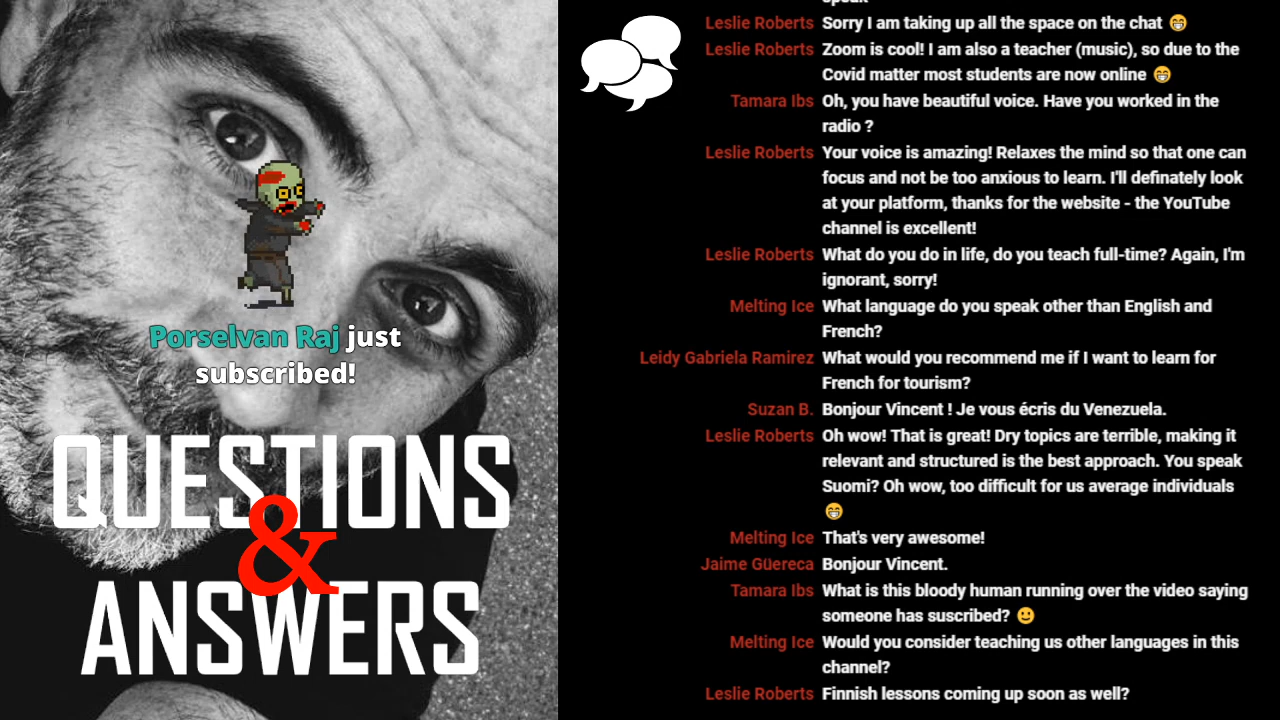 Porselvan Raj just
subscribed!
QUESTIONS
&
ANSWERS
speak
Leslie Roberts Sorry I am taking up all the space on the chat 😁
Leslie Roberts Zoom is cool! I am also a teacher (music), so due to the
Covid matter most students are now online 😁
Tamara Ibs Oh, you have beautiful voice. Have you worked in the
radio ?
Leslie Roberts Your voice is amazing! Relaxes the mind so that one can
focus and not be too anxious to learn. I'll definately look
at your platform, thanks for the website - the YouTube
channel is excellent!
Leslie Roberts What do you do in life, do you teach full-time? Again, I'm
ignorant, sorry!
Melting Ice What language do you speak other than English and
French?
Leidy Gabriela Ramirez What would you recommend me if I want to learn for
French for tourism?
Suzan B. Bonjour Vincent ! Je vous écris du Venezuela.
Leslie Roberts Oh wow! That is great! Dry topics are terrible, making it
relevant and structured is the best approach. You speak
Suomi? Oh wow, too difficult for us average individuals
😁
Melting Ice That's very awesome!
Jaime Güereca Bonjour Vincent.
Tamara Ibs What is this bloody human running over the video saying
someone has suscribed? 🙂
Melting Ice Would you consider teaching us other languages in this
channel?
Leslie Roberts Finnish lessons coming up soon as well?